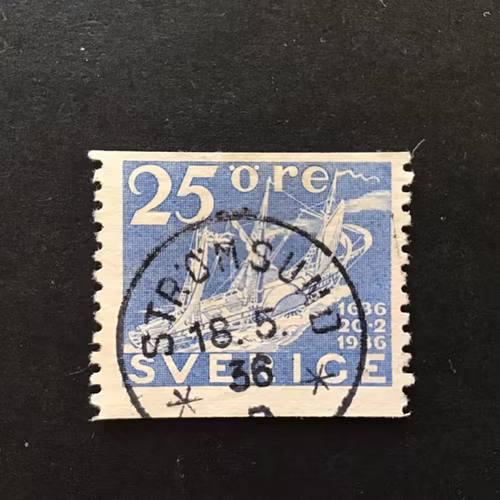 25 öre
STRÖMSUND
1636
20.2
1936
18.5.
36
SVERIGE
* *